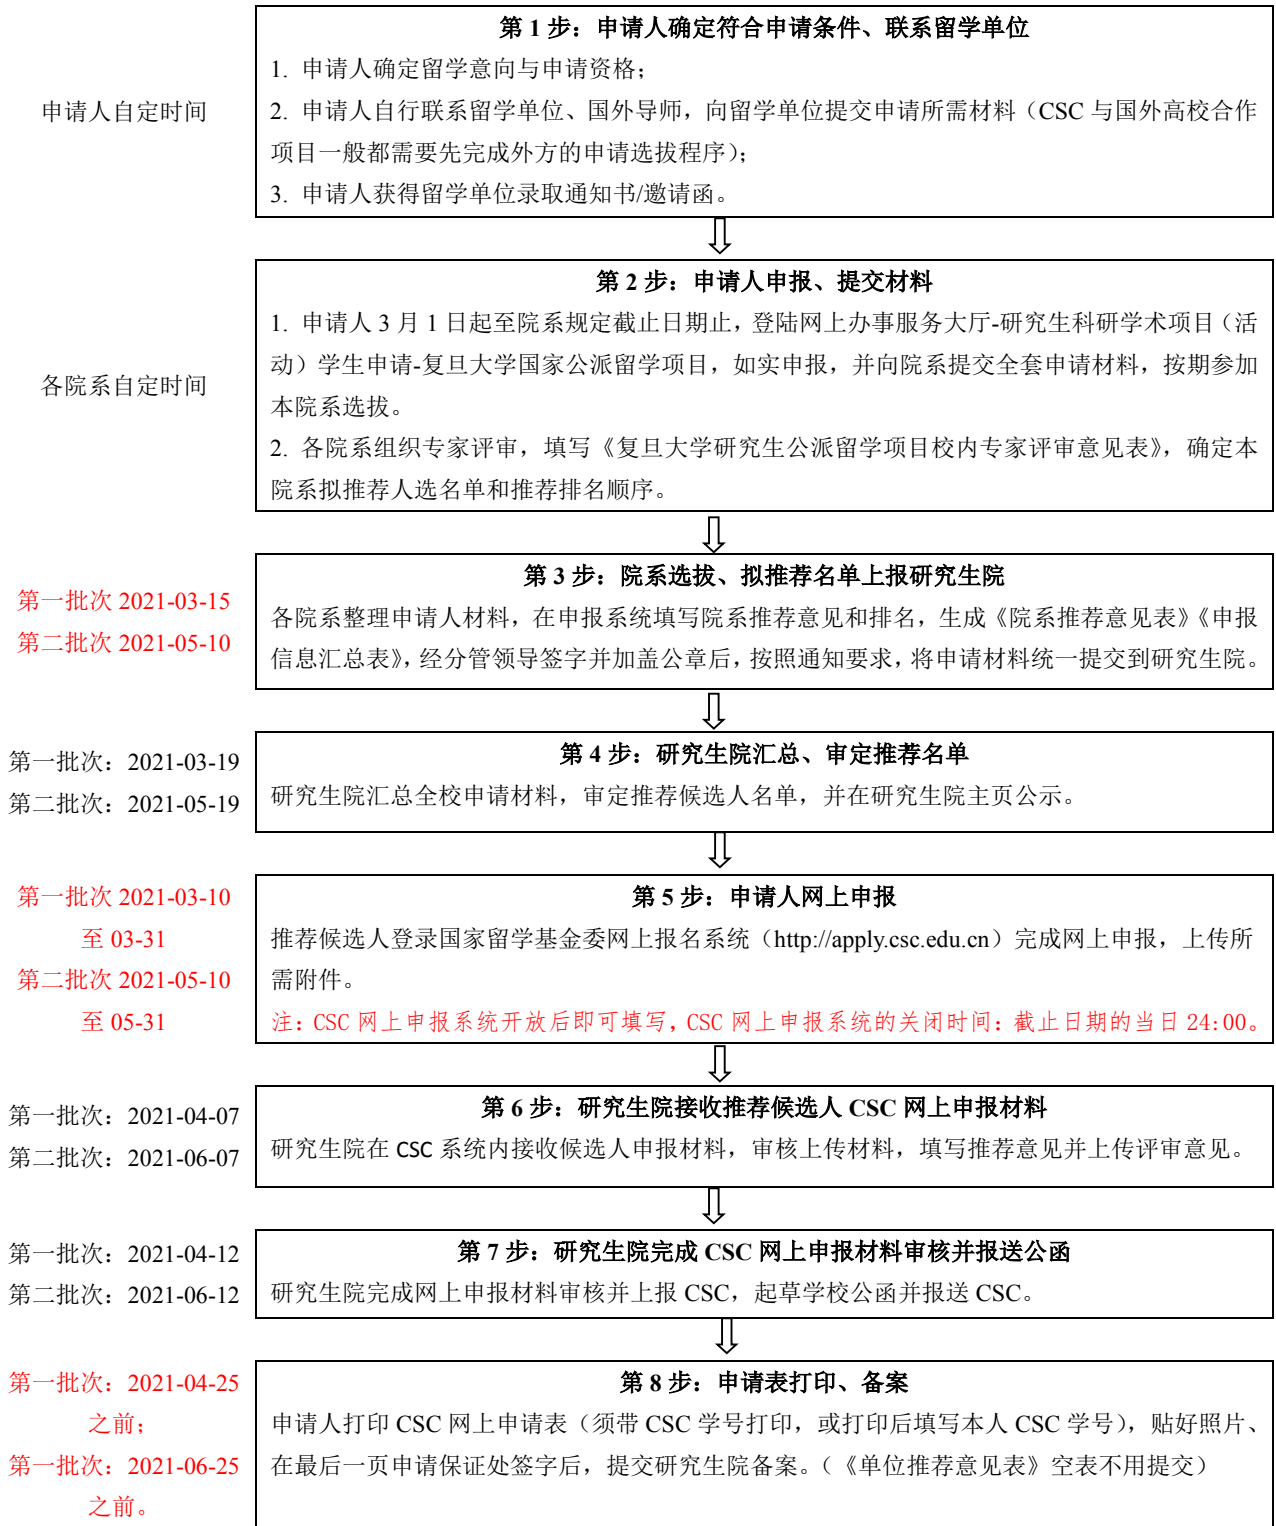 第 1 步：申请人确定符合申请条件、联系留学单位
申请人自定时间
1. 申请人确定留学意向与申请资格；
2. 申请人自行联系留学单位、国外导师，向留学单位提交申请所需材料（CSC 与国外高校合作
项目一般都需要先完成外方的申请选拔程序）；
3. 申请人获得留学单位录取通知书/邀请函。
第 2 步：申请人申报、提交材料
各院系自定时间
1. 申请人 3 月 1 日起至院系规定截止日期止，登陆网上办事服务大厅-研究生科研学术项目（活
动）学生申请-复旦大学国家公派留学项目，如实申报，并向院系提交全套申请材料，按期参加
本院系选拔。
2. 各院系组织专家评审，填写《复旦大学研究生公派留学项目校内专家评审意见表》，确定本
院系拟推荐人选名单和推荐排名顺序。
第 3 步：院系选拔、拟推荐名单上报研究生院
第一批次 2021-03-15
第二批次 2021-05-10
各院系整理申请人材料，在申报系统填写院系推荐意见和排名，生成《院系推荐意见表》《申报
信息汇总表》，经分管领导签字并加盖公章后，按照通知要求，将申请材料统一提交到研究生院。
第 4 步：研究生院汇总、审定推荐名单
第一批次：2021-03-19
第二批次：2021-05-19
研究生院汇总全校申请材料，审定推荐候选人名单，并在研究生院主页公示。
第 5 步：申请人网上申报
第一批次 2021-03-10
至 03-31
第二批次 2021-05-10
至 05-31
推荐候选人登录国家留学基金委网上报名系统（http://apply.csc.edu.cn）完成网上申报，上传所
需附件。
注：CSC 网上申报系统开放后即可填写，CSC 网上申报系统的关闭时间：截止日期的当日 24:00。
第 6 步：研究生院接收推荐候选人 CSC 网上申报材料
第一批次：2021-04-07
第二批次：2021-06-07
研究生院在 CSC 系统内接收候选人申报材料，审核上传材料，填写推荐意见并上传评审意见。
第 7 步：研究生院完成 CSC 网上申报材料审核并报送公函
第一批次：2021-04-12
第二批次：2021-06-12
研究生院完成网上申报材料审核并上报 CSC，起草学校公函并报送 CSC。
第 8 步：申请表打印、备案
第一批次：2021-04-25
之前；
第一批次：2021-06-25
之前。
申请人打印 CSC 网上申请表（须带 CSC 学号打印，或打印后填写本人 CSC 学号），贴好照片、
在最后一页申请保证处签字后，提交研究生院备案。（《单位推荐意见表》空表不用提交）